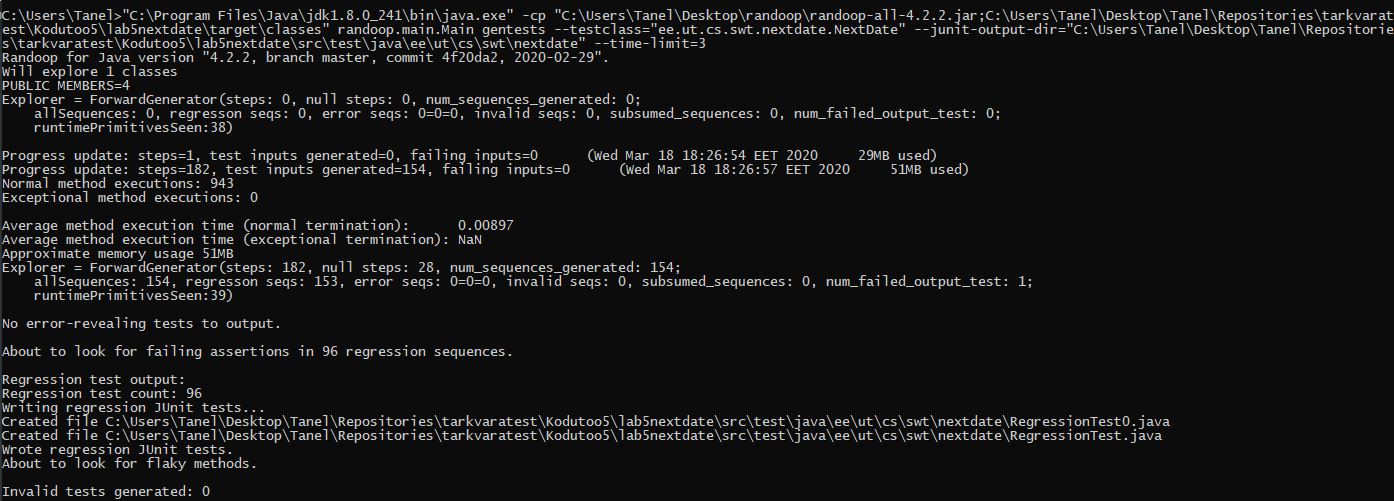 C:\Users\Tanel>"C:\Program Files\Java\jdk1.8.0_241\bin\java.exe" -cp "C:\Users\Tanel\Desktop\randoop\randoop-all-4.2.2.jar;C:\Users\Tanel\Desktop\Tanel\Repositories\tarkvarat
est\Kodutoo5\lab5nextdate\target\classes" randoop.main.Main gentests --testclass="ee.ut.cs.swt.nextdate.NextDate" --junit-output-dir="C:\Users\Tanel\Desktop\Tanel\Repositorie
s\tarkvaratest\Kodutoo5\lab5nextdate\src\test\java\ee\ut\cs\swt\nextdate" --time-limit=3
Randoop for Java version "4.2.2, branch master, commit 4f20da2, 2020-02-29".
Will explore 1 classes
PUBLIC MEMBERS=4
Explorer = ForwardGenerator(steps: 0, null steps: 0, num_sequences_generated: 0;
    allSequences: 0, regresson seqs: 0, error seqs: 0=0=0, invalid seqs: 0, subsumed_sequences: 0, num_failed_output_test: 0;
    runtimePrimitivesSeen:38)
Progress update: steps=1, test inputs generated=0, failing inputs=0      (Wed Mar 18 18:26:54 EET 2020     29MB used)
Progress update: steps=182, test inputs generated=154, failing inputs=0      (Wed Mar 18 18:26:57 EET 2020     51MB used)
Normal method executions: 943
Exceptional method executions: 0
Average method execution time (normal termination):      0.00897
Average method execution time (exceptional termination): NaN
Approximate memory usage 51MB
Explorer = ForwardGenerator(steps: 182, null steps: 28, num_sequences_generated: 154;
    allSequences: 154, regresson seqs: 153, error seqs: 0=0=0, invalid seqs: 0, subsumed_sequences: 0, num_failed_output_test: 1;
    runtimePrimitivesSeen:39)
No error-revealing tests to output.
About to look for failing assertions in 96 regression sequences.
Regression test output:
Regression test count: 96
Writing regression JUnit tests...
Created file C:\Users\Tanel\Desktop\Tanel\Repositories\tarkvaratest\Kodutoo5\lab5nextdate\src\test\java\ee\ut\cs\swt\nextdate\RegressionTest0.java
Created file C:\Users\Tanel\Desktop\Tanel\Repositories\tarkvaratest\Kodutoo5\lab5nextdate\src\test\java\ee\ut\cs\swt\nextdate\RegressionTest.java
Wrote regression JUnit tests.
About to look for flaky methods.
Invalid tests generated: 0